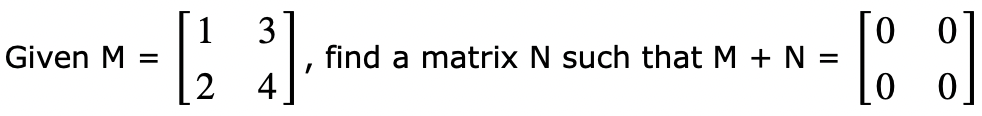 Given M = [1 3; 2 4], find a matrix N such that M + N = [0 0; 0 0]